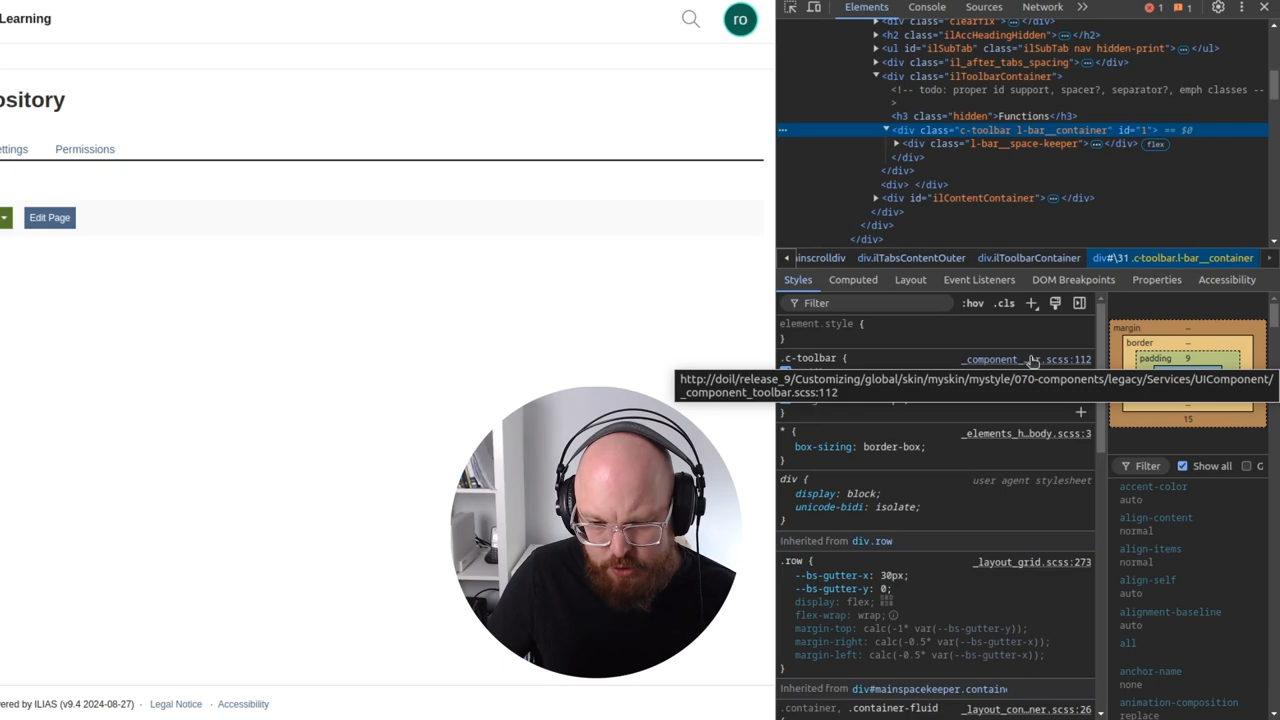 Learning
ro
ository
ettings Permissions
Edit Page
ered by ILIAS (v9.4 2024-08-27) · Legal Notice · Accessibility
Elements Console Sources Network 1 1
<div class="clearfix"> </div>
<h2 class="ilAccHeadingHidden"> </h2>
<ul id="ilSubTab" class="ilSubTab nav hidden-print"> </ul>
<div class="il_after_tabs_spacing"> </div>
<div class="ilToolbarContainer">
<!-- todo: proper id support, spacer?, separator?, emph classes --
>
<h3 class="hidden">Functions</h3>
<div class="c-toolbar l-bar__container" id="1"> == $0
<div class="l-bar__space-keeper"> </div> flex
</div>
</div>
<div> </div>
<div id="ilContentContainer"> </div>
</div>
</div>
</div>
inscrolldiv div.ilTabsContentOuter div.ilToolbarContainer div#\31 .c-toolbar.l-bar__container
Styles Computed Layout Event Listeners DOM Breakpoints Properties Accessibility
Filter :hov .cls
element.style {
}
.c-toolbar {
http://doil/release_9/Customizing/global/skin/myskin/mystyle/070-components/legacy/Services/UIComponent/
_component_toolbar.scss:112
}
* { _elements_h…body.scss:3
box-sizing: border-box;
}
div { user agent stylesheet
display: block;
unicode-bidi: isolate;
}
Inherited from div.row
.row { _layout_grid.scss:273
--bs-gutter-x: 30px;
--bs-gutter-y: 0;
display: flex;
flex-wrap: wrap;
margin-top: calc(-1* var(--bs-gutter-y));
margin-right: calc(-0.5* var(--bs-gutter-x));
margin-left: calc(-0.5* var(--bs-gutter-x));
}
Inherited from div#mainspacekeeper.contain
.container, .container-fluid _layout_con…ner.scss:26
margin –
border –
padding 9
15
Filter Show all G
accent-color
auto
align-content
normal
align-items
normal
align-self
auto
alignment-baseline
auto
all
anchor-name
none
animation-composition
replace